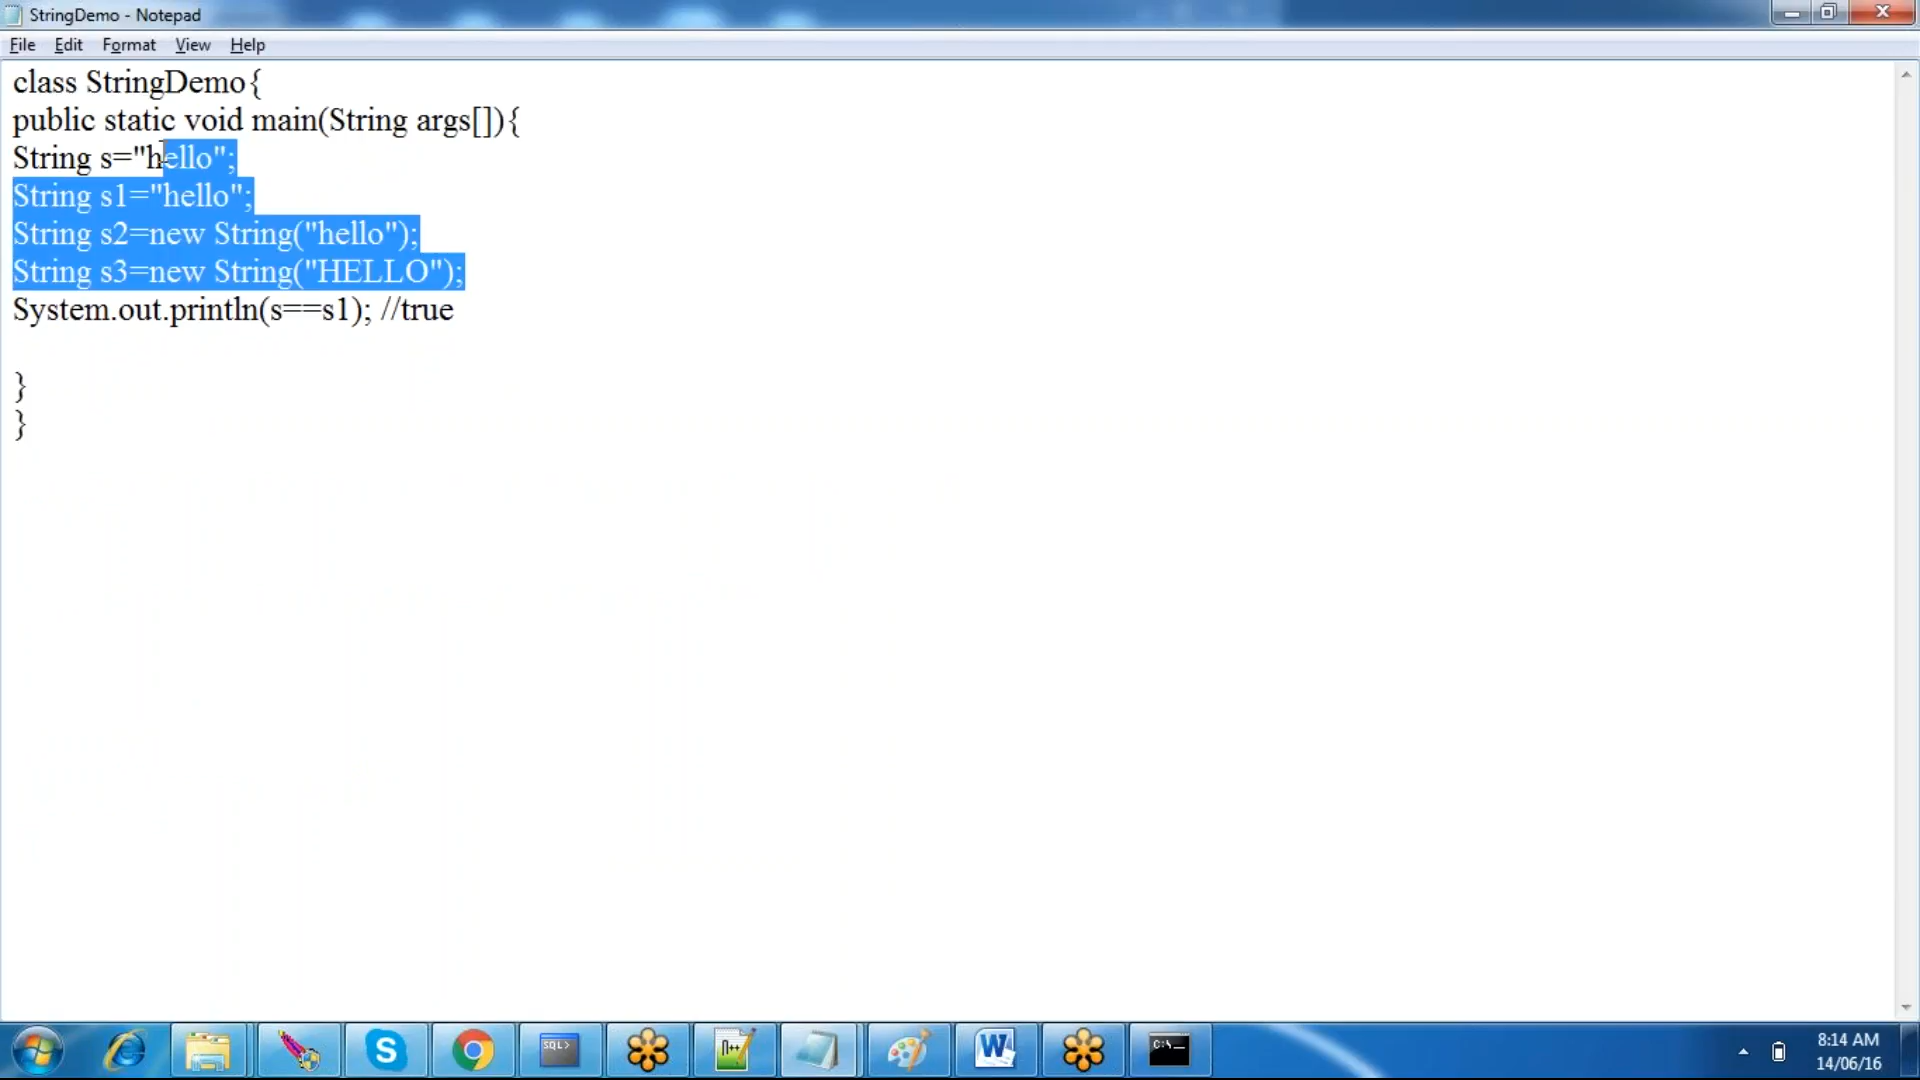 StringDemo - Notepad
File Edit Format View Help
class StringDemo{
public static void main(String args[]){
String s="hello";
String s1="hello";
String s2=new String("hello");
String s3=new String("HELLO");
System.out.println(s==s1); //true
}
}
SQL>
S
n++
W
C:\_
8:14 AM
14/06/16